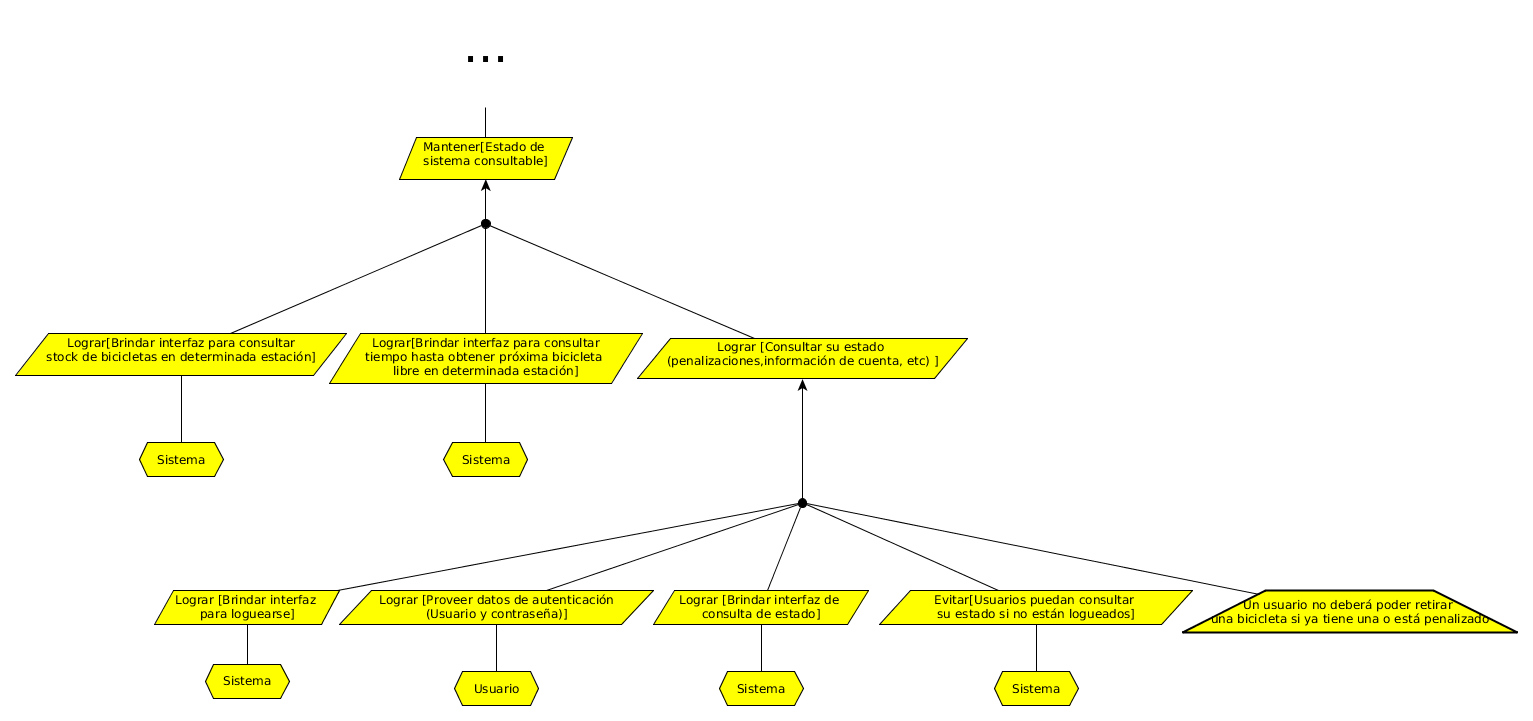 ...
Mantener[Estado de
sistema consultable]
Lograr[Brindar interfaz para consultar
stock de bicicletas en determinada estación]
Lograr[Brindar interfaz para consultar
tiempo hasta obtener próxima bicicleta
libre en determinada estación]
Lograr [Consultar su estado
(penalizaciones,información de cuenta, etc) ]
Sistema
Sistema
Lograr [Brindar interfaz
para loguearse]
Lograr [Proveer datos de autenticación
(Usuario y contraseña)]
Lograr [Brindar interfaz de
consulta de estado]
Evitar[Usuarios puedan consultar
su estado si no están logueados]
Un usuario no deberá poder retirar
una bicicleta si ya tiene una o está penalizado
Sistema
Usuario
Sistema
Sistema